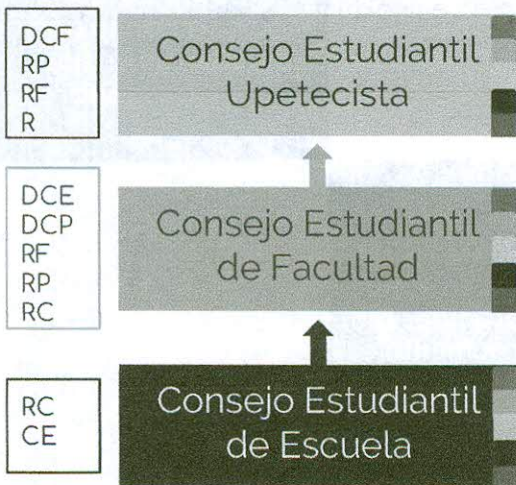 DCF
RP
RF
R
Consejo Estudiantil
Upetecista
DCE
DCP
RF
RP
RC
Consejo Estudiantil
de Facultad
RC
CE
Consejo Estudiantil
de Escuela